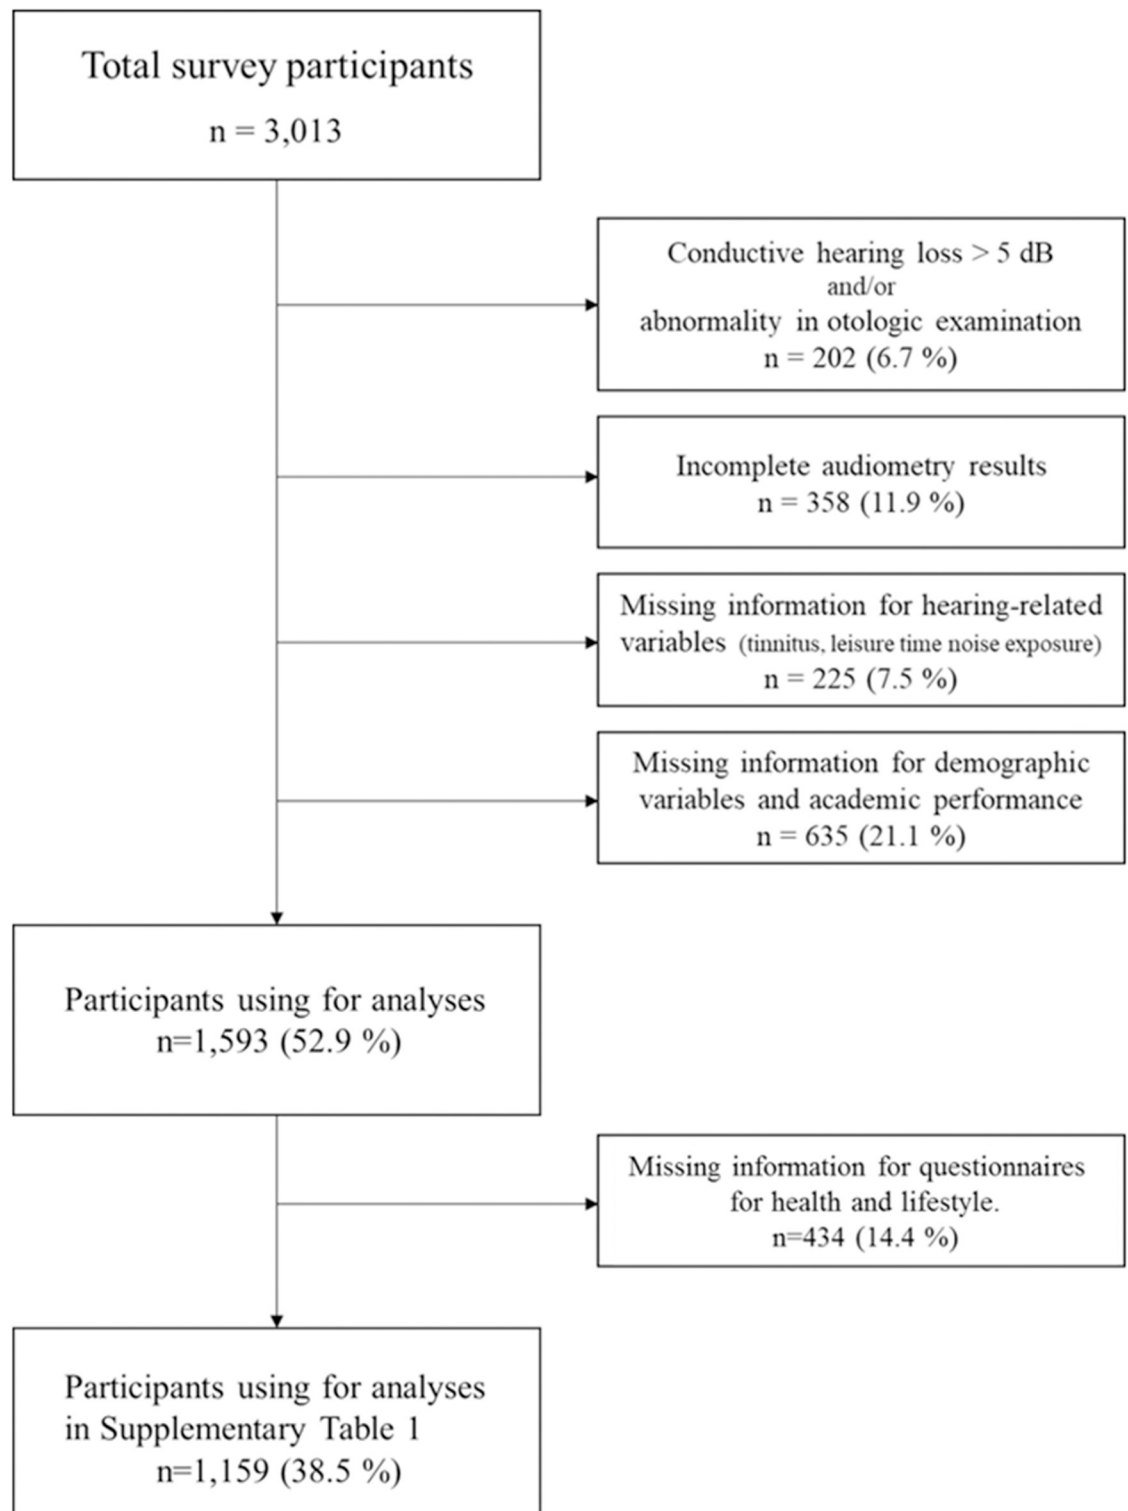 Total survey participants
n = 3,013
Conductive hearing loss > 5 dB
and/or
abnormality in otologic examination
n = 202 (6.7 %)
Incomplete audiometry results
n = 358 (11.9 %)
Missing information for hearing-related
variables (tinnitus, leisure time noise exposure)
n = 225 (7.5 %)
Missing information for demographic
variables and academic performance
n = 635 (21.1 %)
Participants using for analyses
n=1,593 (52.9 %)
Missing information for questionnaires
for health and lifestyle.
n=434 (14.4 %)
Participants using for analyses
in Supplementary Table 1
n=1,159 (38.5 %)